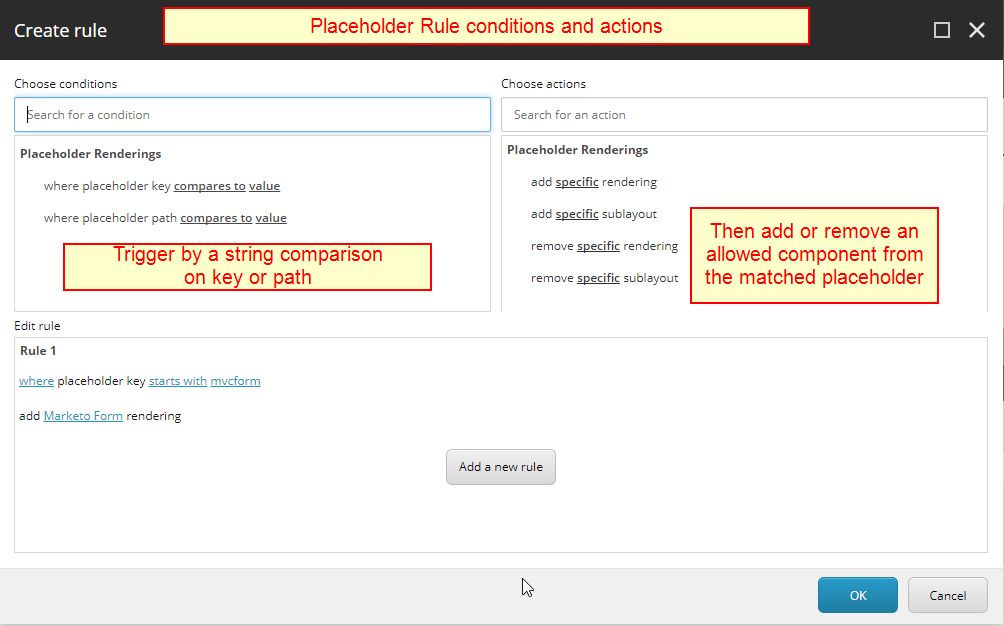 Create rule
Placeholder Rule conditions and actions
Choose conditions
Search for a condition
Placeholder Renderings
where placeholder key compares to value
where placeholder path compares to value
Trigger by a string comparison
on key or path
Choose actions
Search for an action
Placeholder Renderings
add specific rendering
add specific sublayout
remove specific rendering
remove specific sublayout
Then add or remove an
allowed component from
the matched placeholder
Edit rule
Rule 1
where placeholder key starts with mvcform
add Marketo Form rendering
Add a new rule
OK
Cancel